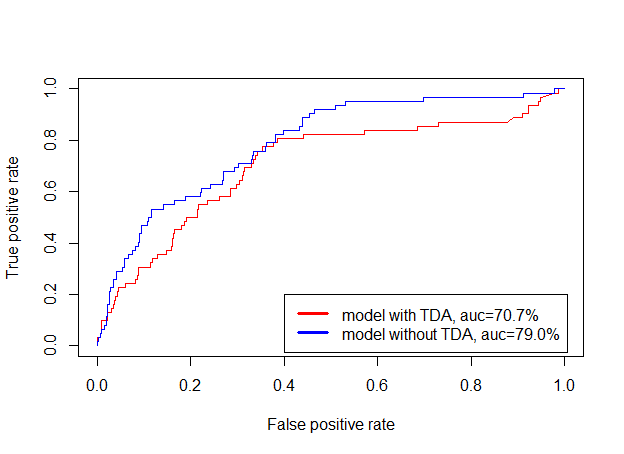 True positive rate
1.0
0.8
0.6
0.4
0.2
0.0
model with TDA, auc=70.7%
model without TDA, auc=79.0%
0.0 0.2 0.4 0.6 0.8 1.0
False positive rate